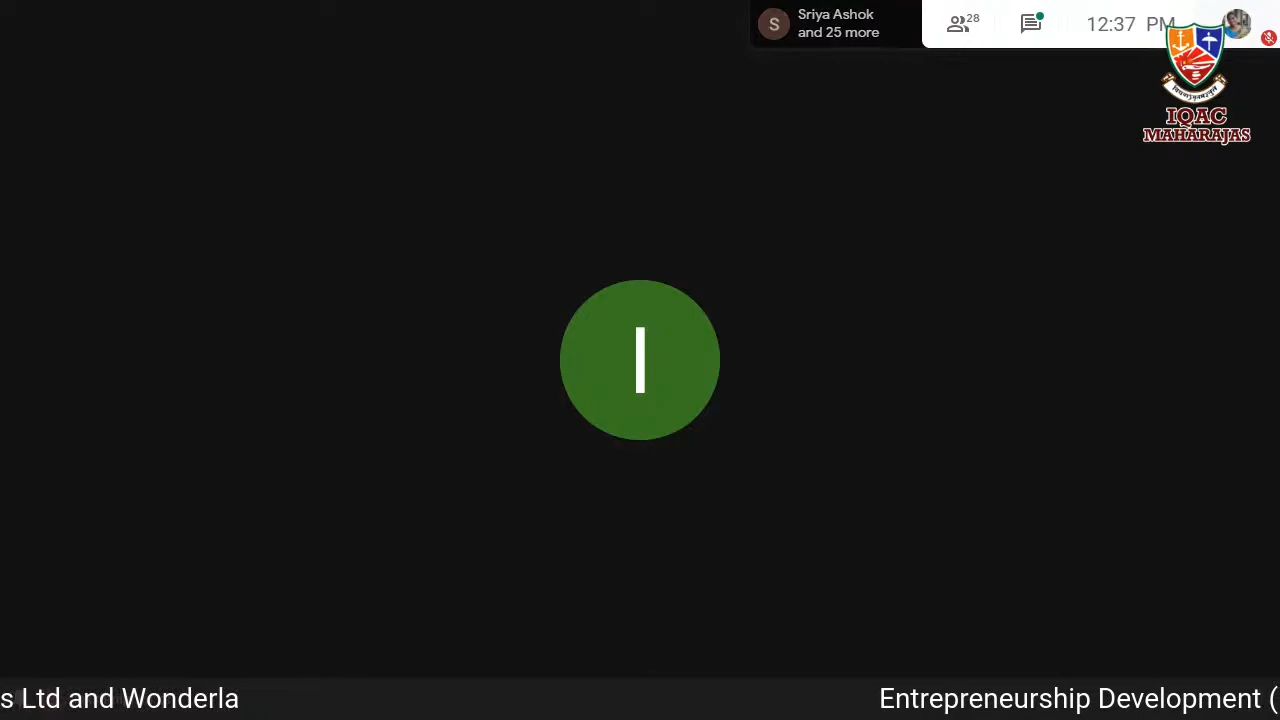 S
Sriya Ashok
and 25 more
28
12:37 PM
IQAC
MAHARAJAS
I
s Ltd and Wonderla
Entrepreneurship Development (